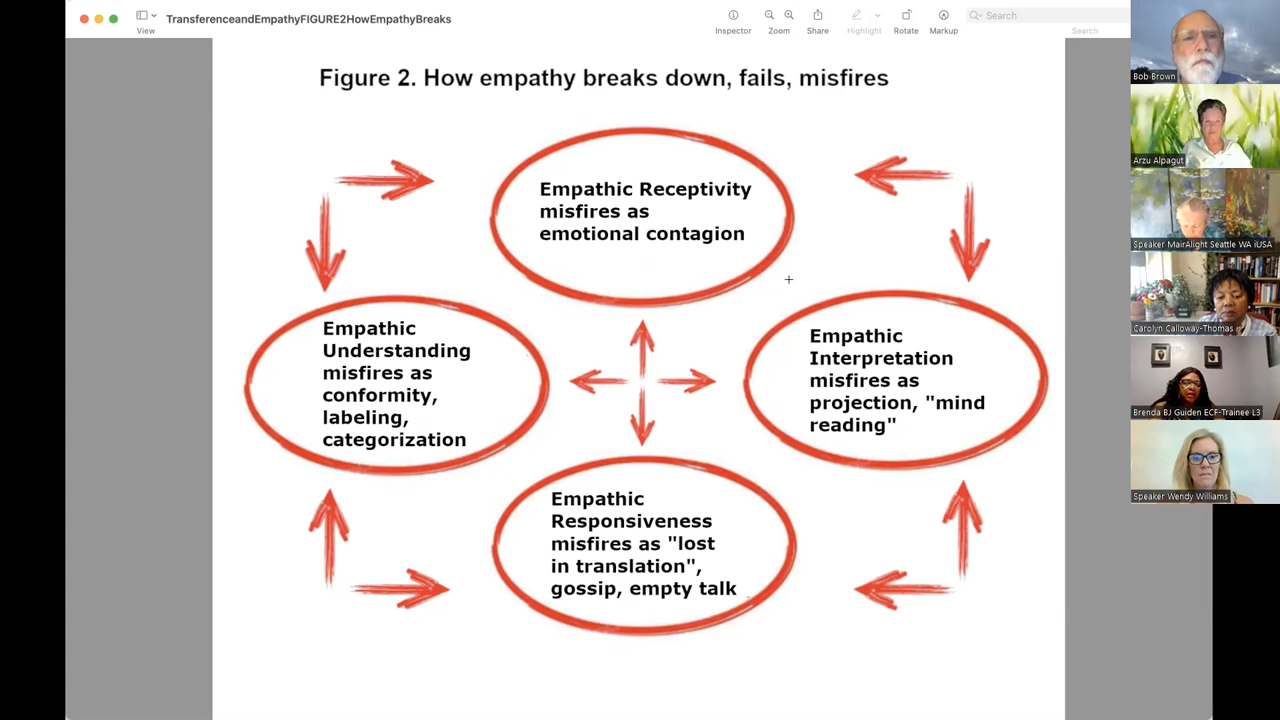 TransferenceandEmpathyFIGURE2HowEmpathyBreaks
View
Inspector
Zoom
Share
Highlight
Rotate
Markup
Search
Search
Figure 2. How empathy breaks down, fails, misfires
Empathic Receptivity
misfires as
emotional contagion
Empathic
Understanding
misfires as
conformity,
labeling,
categorization
Empathic
Interpretation
misfires as
projection, "mind
reading"
Empathic
Responsiveness
misfires as "lost
in translation",
gossip, empty talk
Bob Brown
Arzu Alpagut
Speaker MairAlight Seattle WA iUSA
Carolyn Calloway-Thomas
Brenda BJ Guiden ECF-Trainee L3
Speaker Wendy Williams